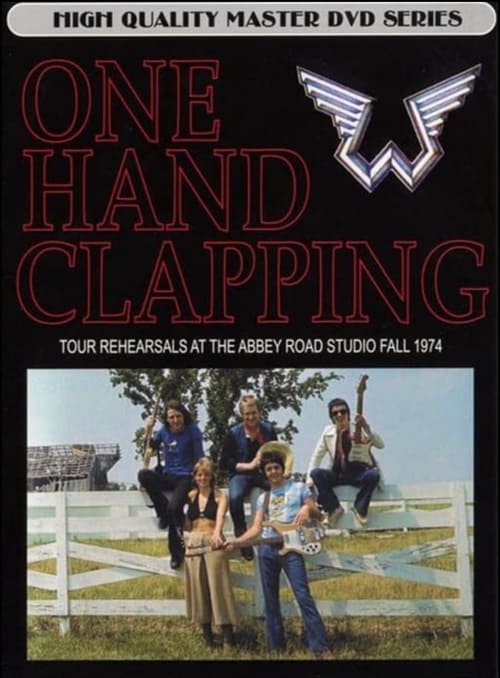 HIGH QUALITY MASTER DVD SERIES
ONE
HAND
CLAPPING
W
TOUR REHEARSALS AT THE ABBEY ROAD STUDIO FALL 1974